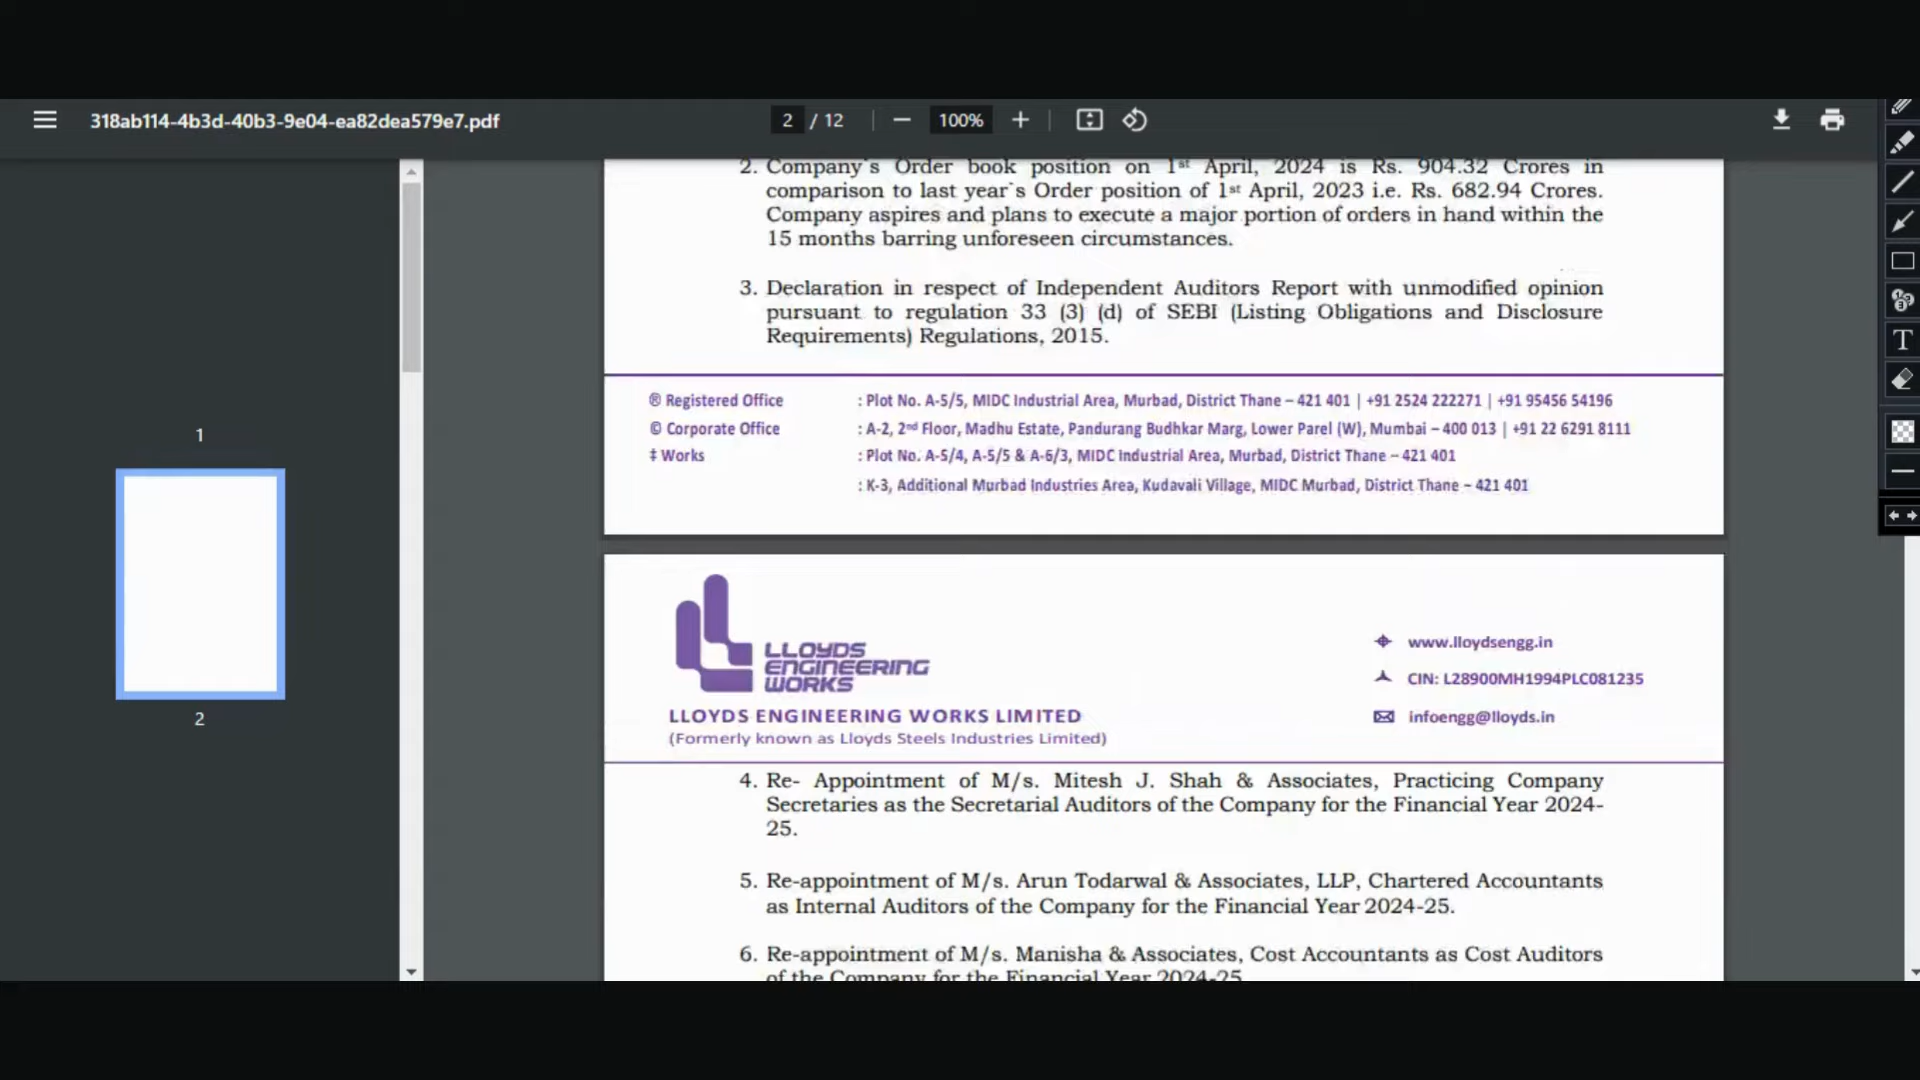 318ab114-4b3d-40b3-9e04-ea82dea579e7.pdf
2 / 12
100%
1
2
2. Company`s Order book position on 1st April, 2024 is Rs. 904.32 Crores in
comparison to last year`s Order position of 1st April, 2023 i.e. Rs. 682.94 Crores.
Company aspires and plans to execute a major portion of orders in hand within the
15 months barring unforeseen circumstances.
3. Declaration in respect of Independent Auditors Report with unmodified opinion
pursuant to regulation 33 (3) (d) of SEBI (Listing Obligations and Disclosure
Requirements) Regulations, 2015.
® Registered Office : Plot No. A-5/5, MIDC Industrial Area, Murbad, District Thane – 421 401 | +91 2524 222271 | +91 95456 54196
© Corporate Office : A-2, 2nd Floor, Madhu Estate, Pandurang Budhkar Marg, Lower Parel (W), Mumbai – 400 013 | +91 22 6291 8111
‡ Works : Plot No. A-5/4, A-5/5 & A-6/3, MIDC Industrial Area, Murbad, District Thane – 421 401
: K-3, Additional Murbad Industries Area, Kudavali Village, MIDC Murbad, District Thane – 421 401
LLOYDS
ENGINEERING
WORKS
LLOYDS ENGINEERING WORKS LIMITED
(Formerly known as Lloyds Steels Industries Limited)
www.lloydsengg.in
CIN: L28900MH1994PLC081235
infoengg@lloyds.in
4. Re- Appointment of M/s. Mitesh J. Shah & Associates, Practicing Company
Secretaries as the Secretarial Auditors of the Company for the Financial Year 2024-
25.
5. Re-appointment of M/s. Arun Todarwal & Associates, LLP, Chartered Accountants
as Internal Auditors of the Company for the Financial Year 2024-25.
6. Re-appointment of M/s. Manisha & Associates, Cost Accountants as Cost Auditors
of the Company for the Financial Year 2024-25
T